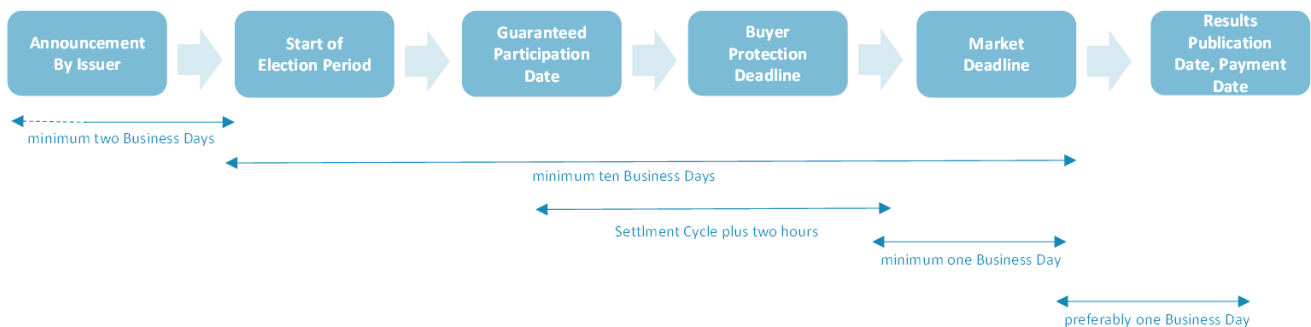 Announcement
By Issuer
Start of
Election Period
Guaranteed
Participation
Date
Buyer
Protection
Deadline
Market
Deadline
Results
Publication
Date, Payment
Date
minimum two Business Days
minimum ten Business Days
Settlment Cycle plus two hours
minimum one Business Day
preferably one Business Day